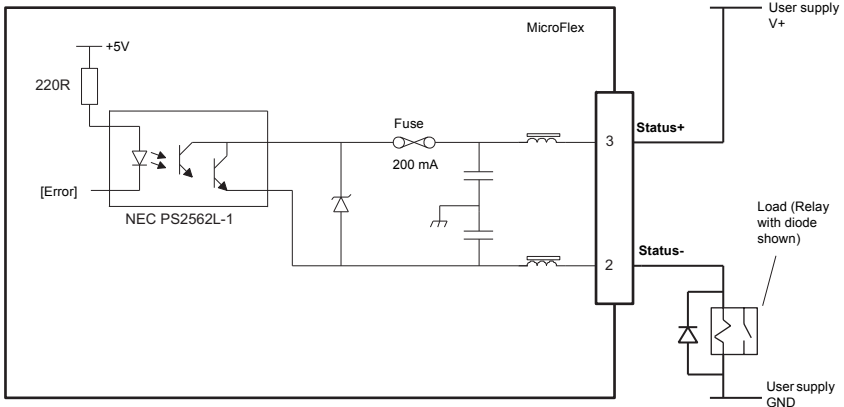 User supply
V+
MicroFlex
+5V
220R
Fuse
200 mA
3
Status+
[Error]
NEC PS2562L-1
Load (Relay
with diode
shown)
Status-
2
User supply
GND